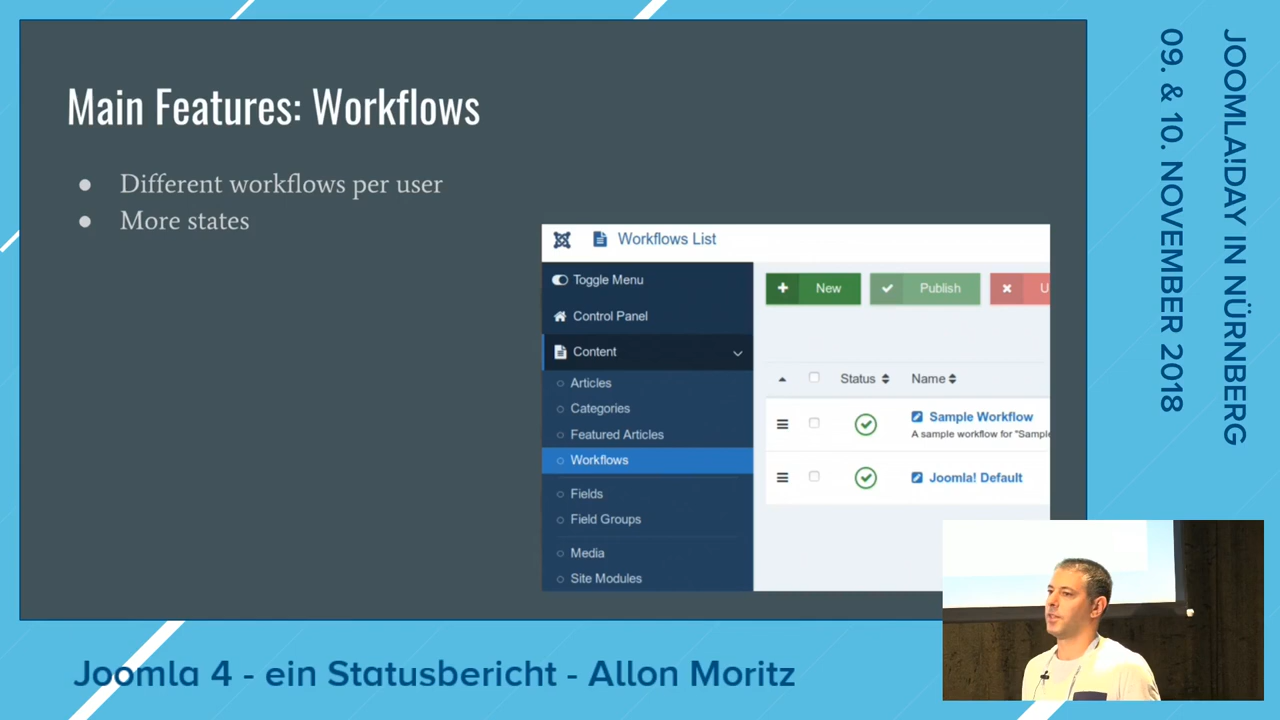 Main Features: Workflows
● Different workflows per user
● More states
Workflows List
Toggle Menu
Control Panel
Content
Articles
Categories
Featured Articles
Workflows
Fields
Field Groups
Media
Site Modules
New
Publish
U
Status
Name
Sample Workflow
A sample workflow for "Sample
Joomla! Default
JOOMLA!DAY IN NÜRNBERG
09. & 10. NOVEMBER 2018
Joomla 4 - ein Statusbericht - Allon Moritz